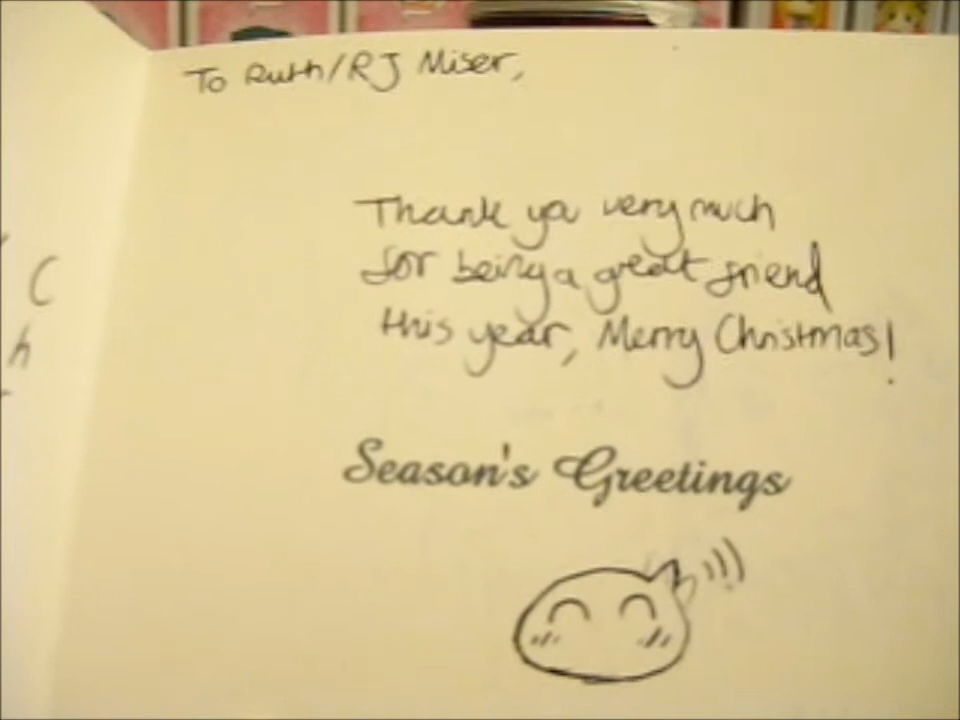 To Ruth/RJ Miser,
Thank you very much
for being a great friend
this year, Merry Christmas!
Season's Greetings
C
h